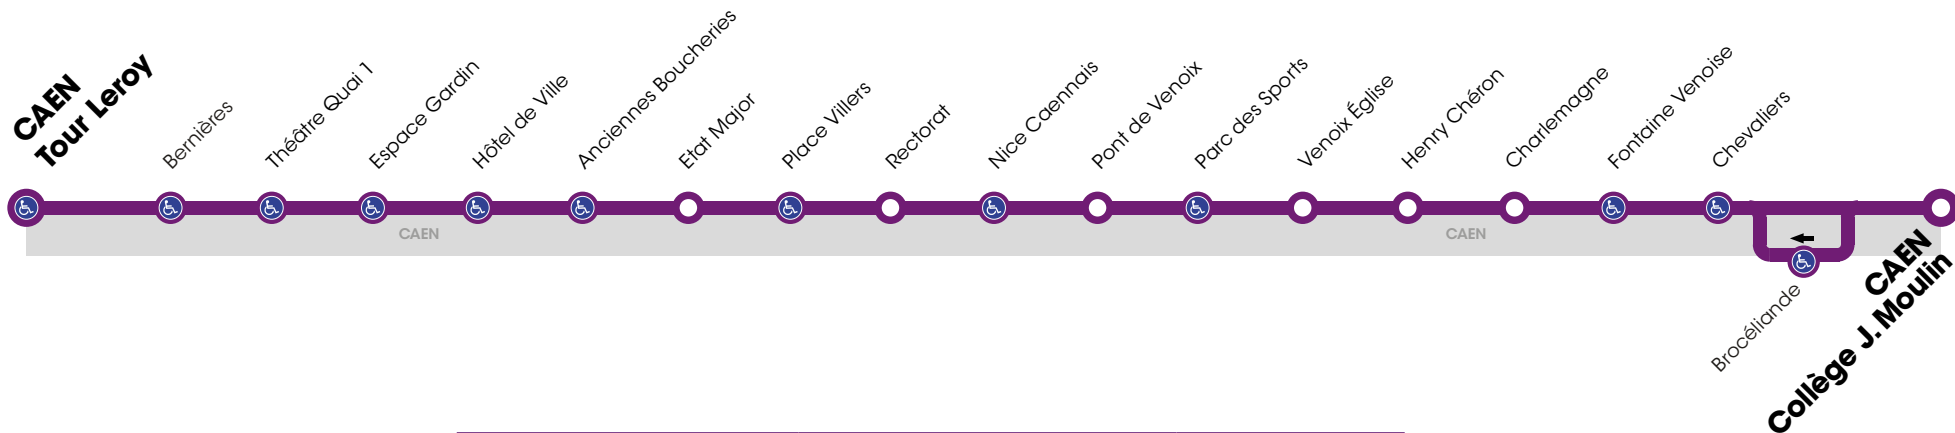 CAEN
Tour Leroy
Bernières
Théâtre Quai 1
Espace Gardin
Hôtel de Ville
Anciennes Boucheries
Etat Major
Place Villers
Rectorat
Nice Caennais
Pont de Venoix
Parc des Sports
Venoix Église
Henry Chéron
Charlemagne
Fontaine Venoise
Chevaliers
CAEN
CAEN
Brocéliande
CAEN
Collège J. Moulin